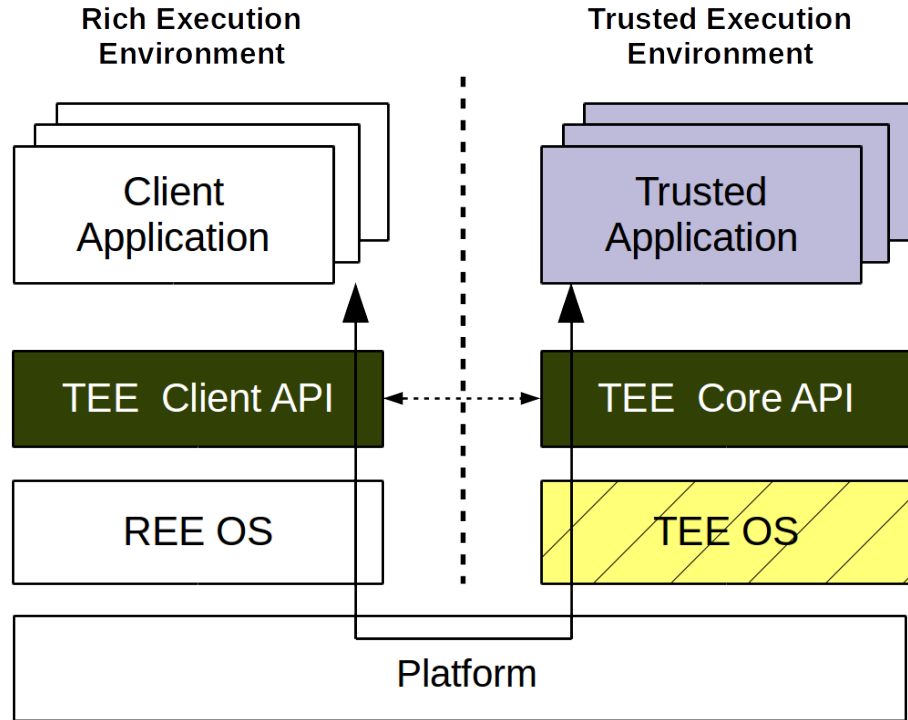 Rich Execution
Environment
Trusted Execution
Environment
Client
Application
Trusted
Application
TEE Client API
TEE Core API
REE OS
TEE OS
Platform